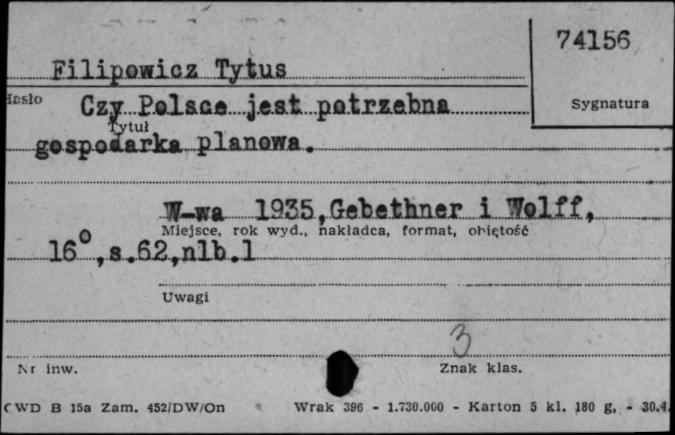 74156
Filipowicz Tytus
Hasło
Czy Polsce jest potrzebna
Sygnatura
Tytuł
gospodarka planowa.
W-wa 1935, Gebethner i Wolff,
Miejsce, rok wyd., nakładca, format, objętość
16°, s.62, nlb.1
Uwagi
3
Nr inw.
Znak klas.
CWD B 15a Zam. 452/DW/On
Wrak 396 - 1.730.000 - Karton 5 kl. 180 g, - 30.4.